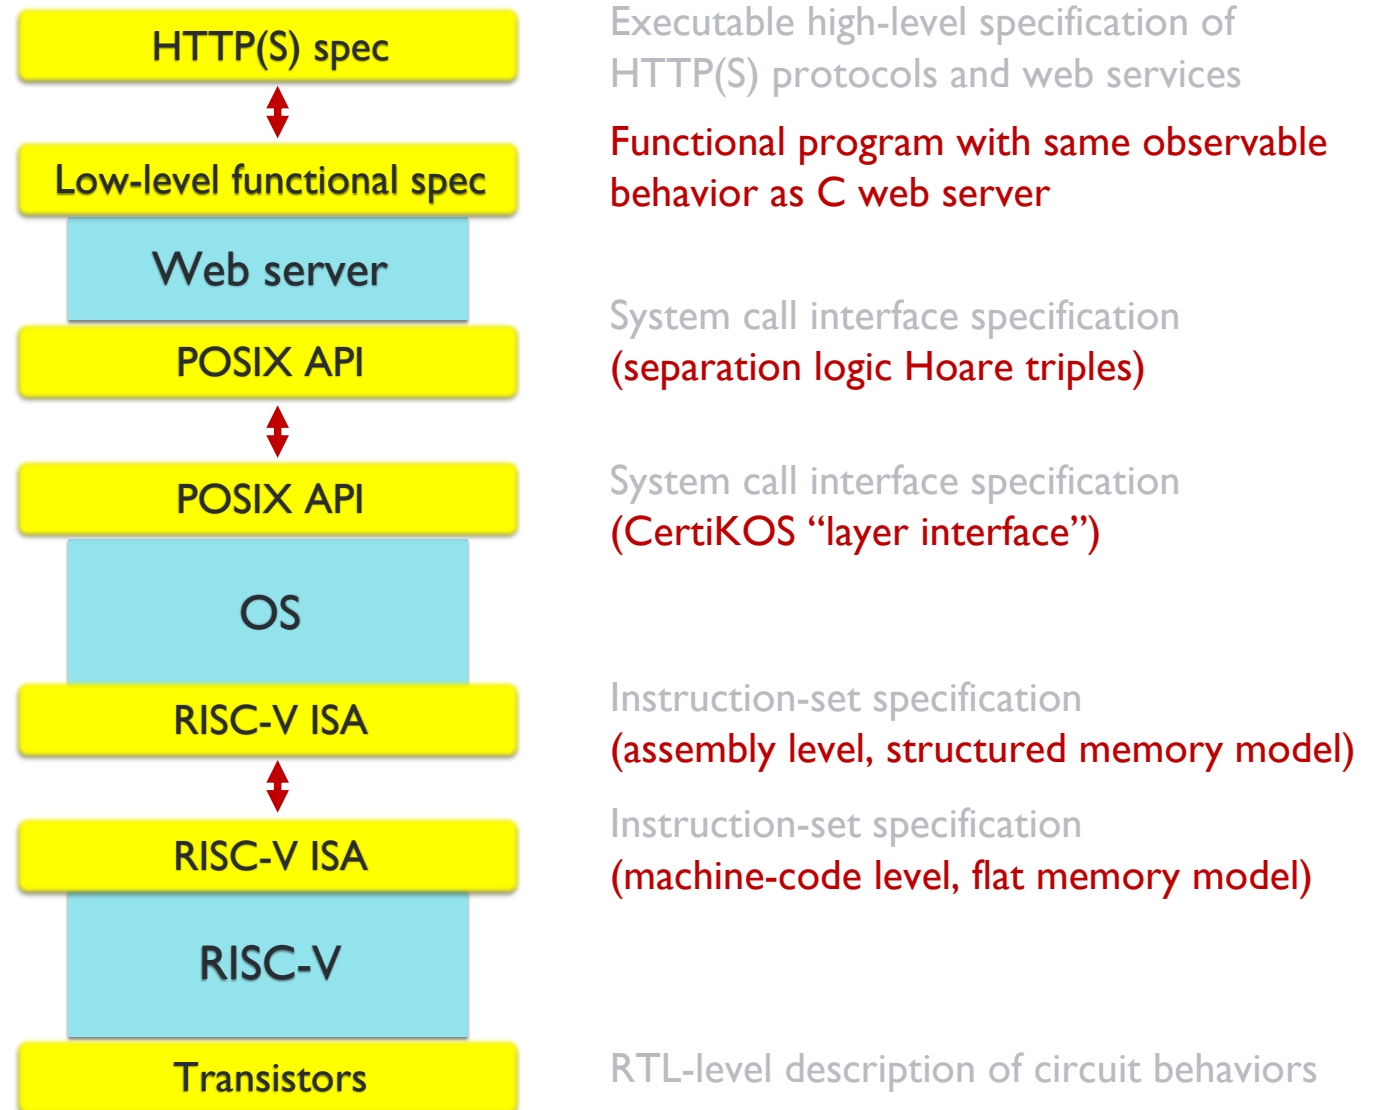 HTTP(S) spec
Executable high-level specification of
HTTP(S) protocols and web services
Low-level functional spec
Functional program with same observable
behavior as C web server
Web server
POSIX API
System call interface specification
(separation logic Hoare triples)
POSIX API
System call interface specification
(CertiKOS “layer interface”)
OS
RISC-V ISA
Instruction-set specification
(assembly level, structured memory model)
RISC-V ISA
Instruction-set specification
(machine-code level, flat memory model)
RISC-V
Transistors
RTL-level description of circuit behaviors